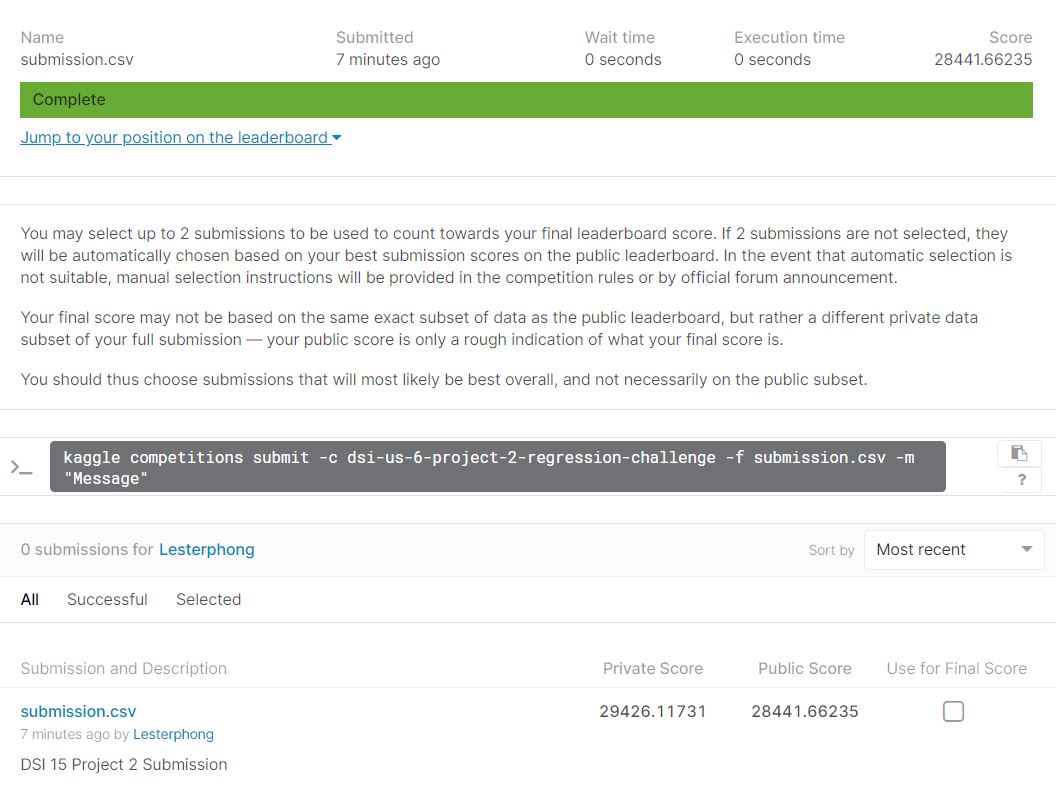 Name Submitted Wait time Execution time Score
submission.csv 7 minutes ago 0 seconds 0 seconds 28441.66235
Complete
Jump to your position on the leaderboard
You may select up to 2 submissions to be used to count towards your final leaderboard score. If 2 submissions are not selected, they
will be automatically chosen based on your best submission scores on the public leaderboard. In the event that automatic selection is
not suitable, manual selection instructions will be provided in the competition rules or by official forum announcement.
Your final score may not be based on the same exact subset of data as the public leaderboard, but rather a different private data
subset of your full submission — your public score is only a rough indication of what your final score is.
You should thus choose submissions that will most likely be best overall, and not necessarily on the public subset.
>_ kaggle competitions submit -c dsi-us-6-project-2-regression-challenge -f submission.csv -m
"Message"
?
0 submissions for Lesterphong Sort by Most recent
All Successful Selected
Submission and Description Private Score Public Score Use for Final Score
submission.csv 29426.11731 28441.66235
7 minutes ago by Lesterphong
DSI 15 Project 2 Submission